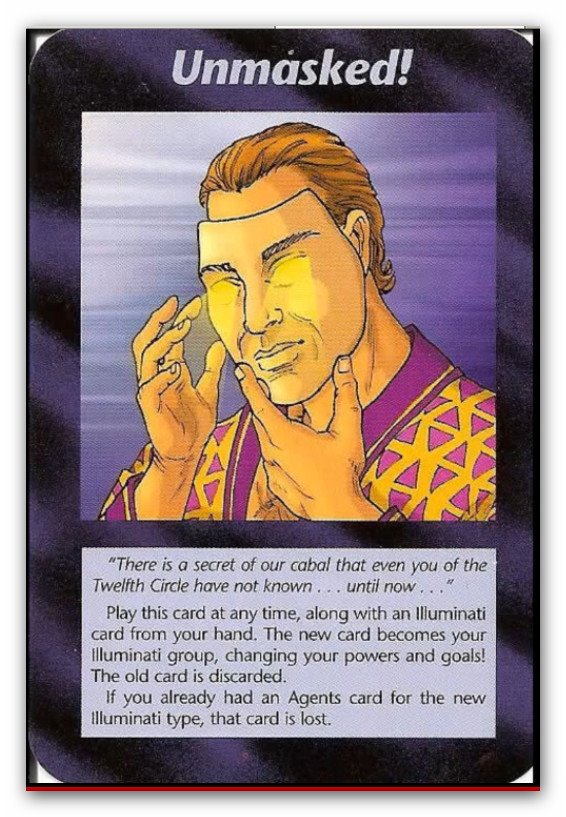 Unmasked!
"There is a secret of our cabal that even you of the
Twelfth Circle have not known . . . until now . . ."
Play this card at any time, along with an Illuminati
card from your hand. The new card becomes your
Illuminati group, changing your powers and goals!
The old card is discarded.
If you already had an Agents card for the new
Illuminati type, that card is lost.